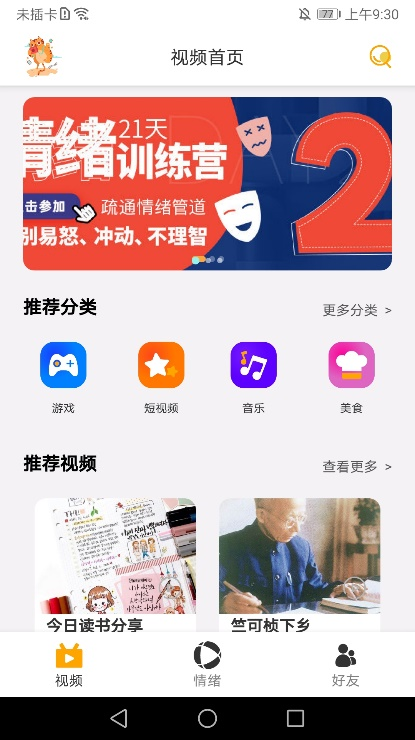 未插卡
77
上午9:30
视频首页
21天
情绪训练营
DAY
2
击参加
疏通情绪管道
别易怒、冲动、不理智
推荐分类
更多分类 >
游戏
短视频
音乐
美食
推荐视频
查看更多 >
今日读书分享
竺可桢下乡
视频
情绪
好友